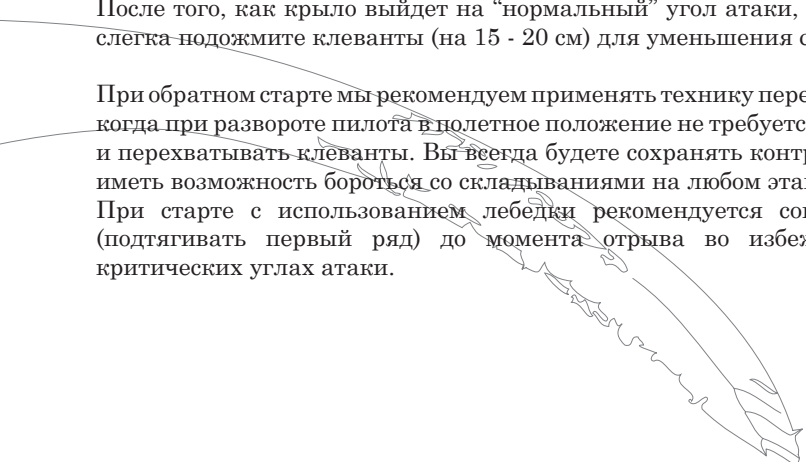 После того, как крыло выйдет на “нормальный” угол атаки,
слегка подожмите клеванты (на 15 - 20 см) для уменьшения
При обратном старте мы рекомендуем применять технику
когда при развороте пилота в полетное положение не
и перехватывать клеванты. Вы всегда будете сохранять
иметь возможность бороться со складываниями на любом
При старте с использованием лебедки рекомендуется
(подтягивать первый ряд) до момента отрыва во
критических углах атаки.